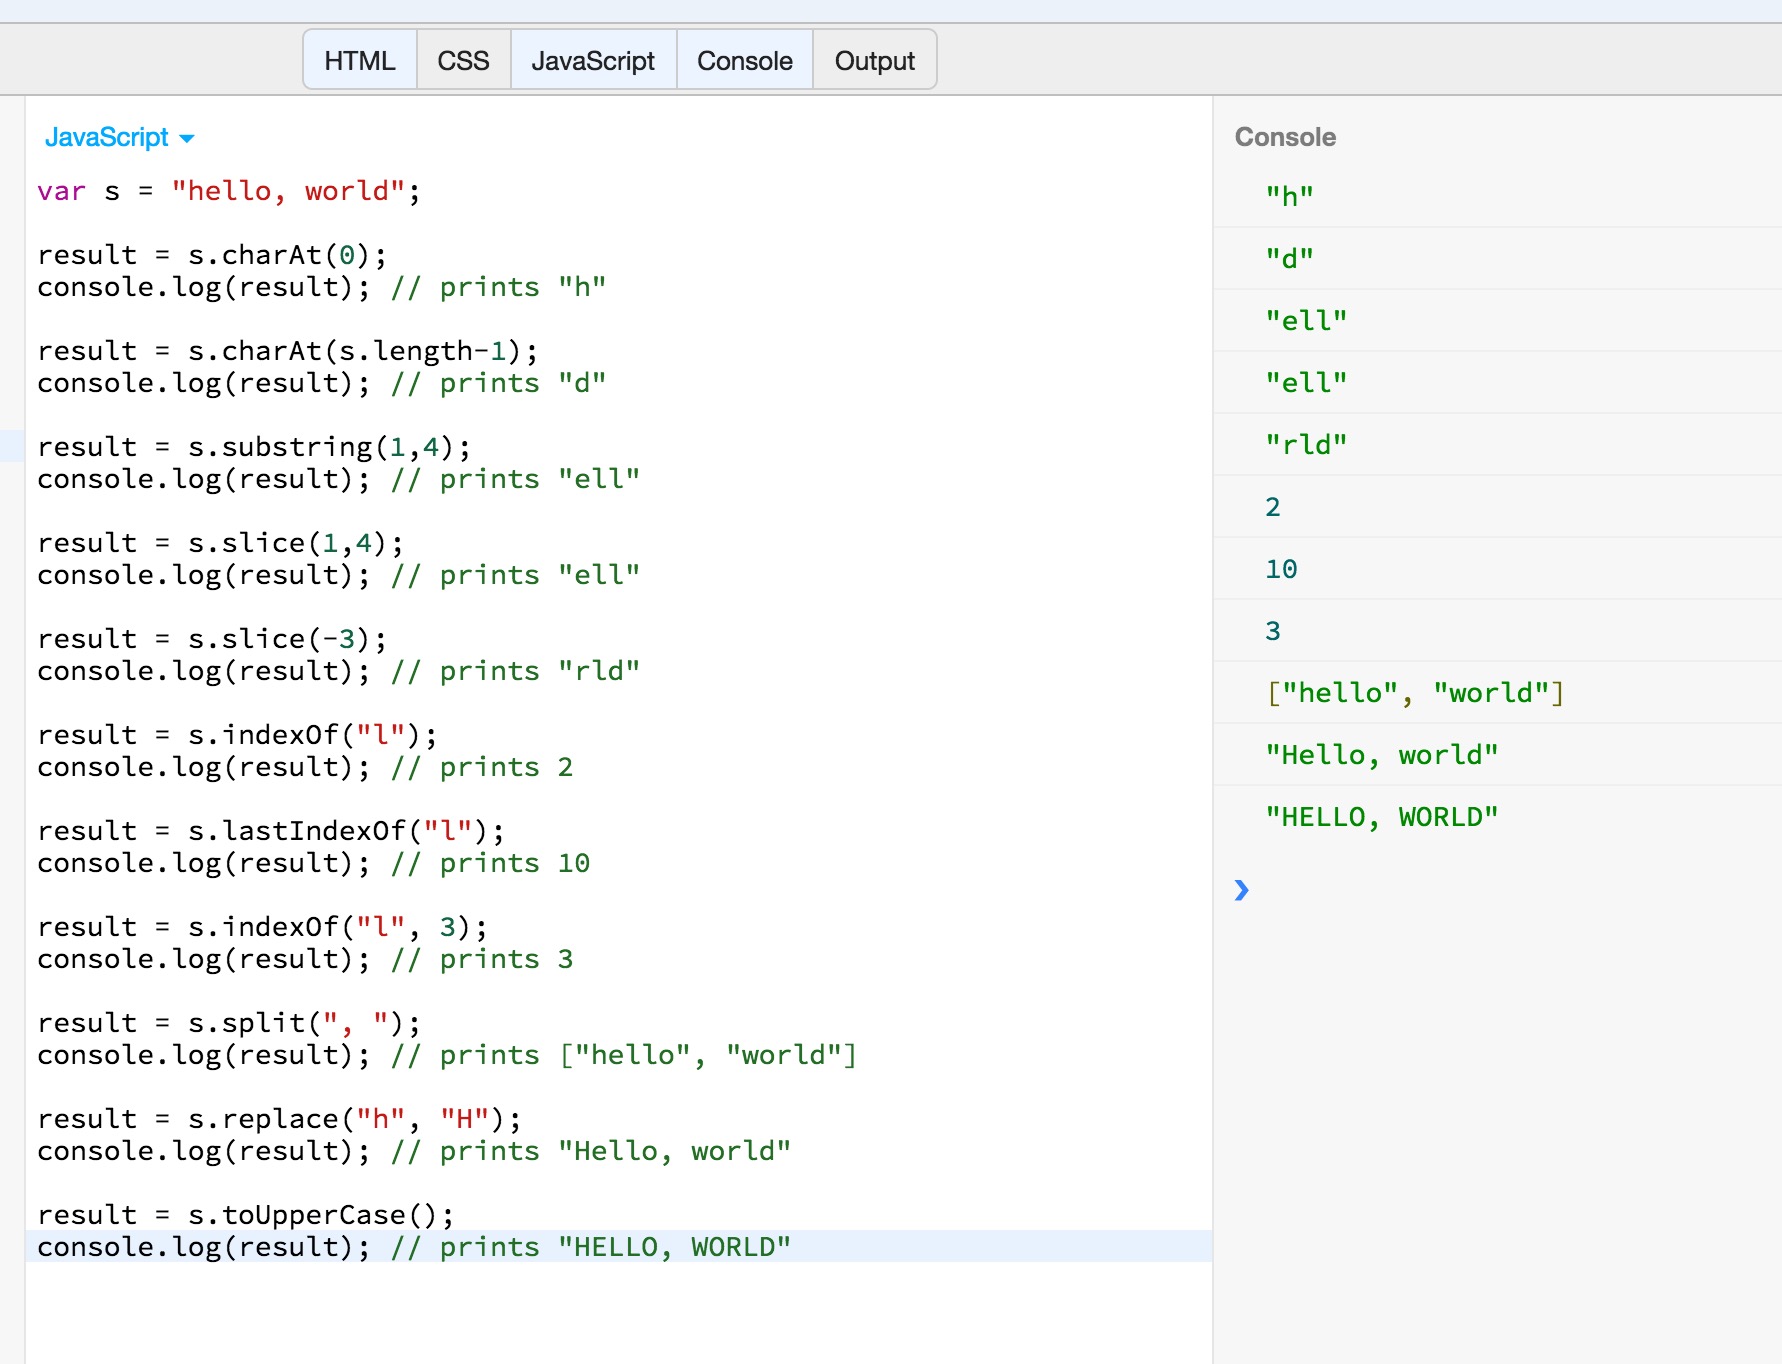 HTML CSS JavaScript Console Output
JavaScript
var s = "hello, world";
result = s.charAt(0);
console.log(result); // prints "h"
result = s.charAt(s.length-1);
console.log(result); // prints "d"
result = s.substring(1,4);
console.log(result); // prints "ell"
result = s.slice(1,4);
console.log(result); // prints "ell"
result = s.slice(-3);
console.log(result); // prints "rld"
result = s.indexOf("l");
console.log(result); // prints 2
result = s.lastIndexOf("l");
console.log(result); // prints 10
result = s.indexOf("l", 3);
console.log(result); // prints 3
result = s.split(", ");
console.log(result); // prints ["hello", "world"]
result = s.replace("h", "H");
console.log(result); // prints "Hello, world"
result = s.toUpperCase();
console.log(result); // prints "HELLO, WORLD"
Console
"h"
"d"
"ell"
"ell"
"rld"
2
10
3
["hello", "world"]
"Hello, world"
"HELLO, WORLD"